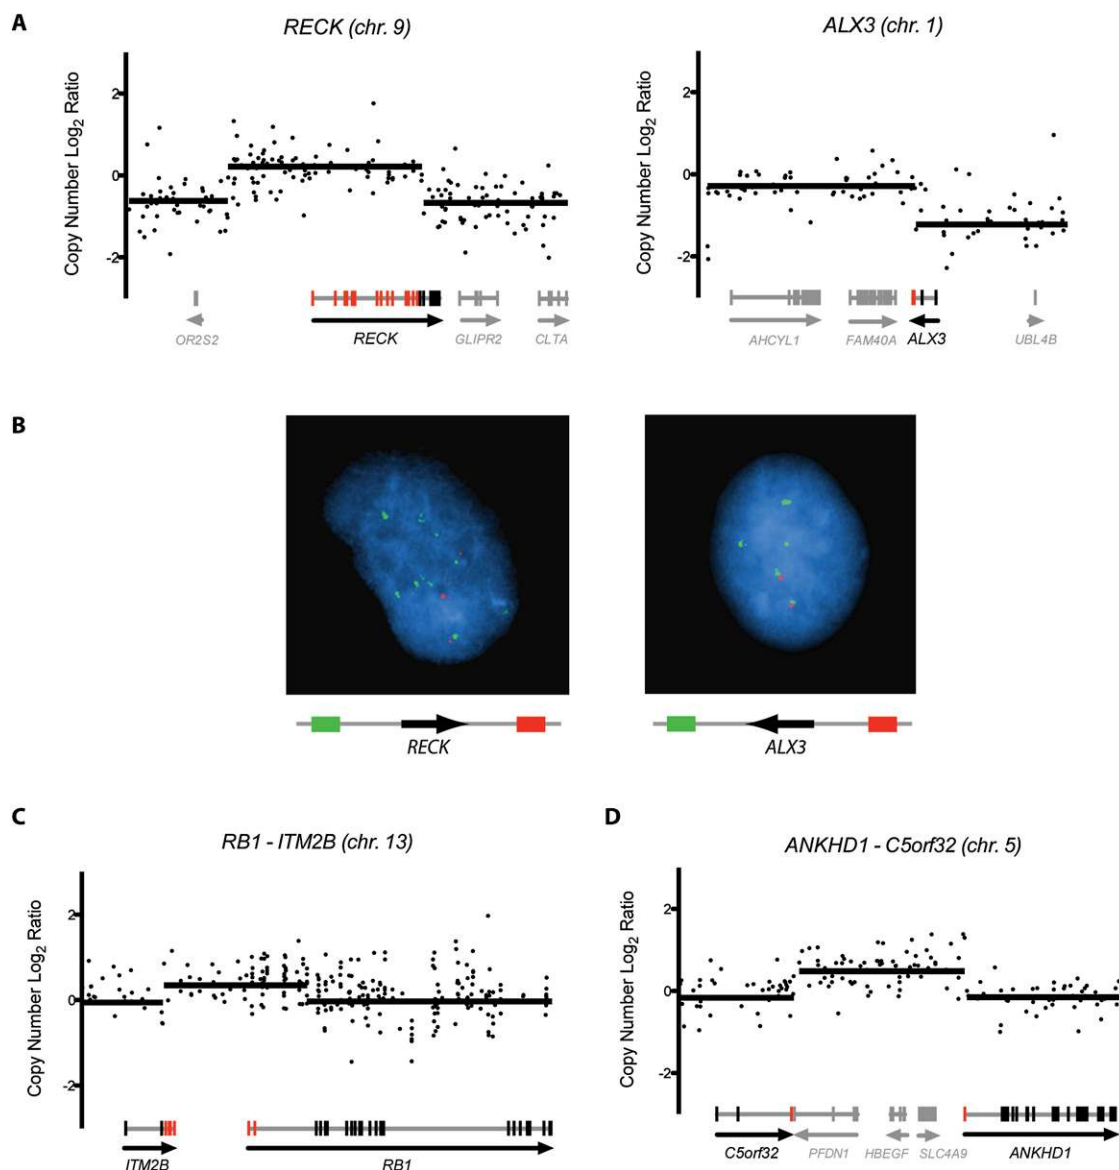 A
RECK (chr. 9)
ALX3 (chr. 1)
Copy Number Log2 Ratio
2
0
-2
OR2S2
RECK
GLIPR2
CLTA
Copy Number Log2 Ratio
2
0
-2
AHCYL1
FAM40A
ALX3
UBL4B
B
RECK
ALX3
C
RB1 - ITM2B (chr. 13)
Copy Number Log2 Ratio
2
0
-2
ITM2B
RB1
D
ANKHD1 - C5orf32 (chr. 5)
Copy Number Log2 Ratio
2
0
-2
C5orf32
PFDN1
HBEGF
SLC4A9
ANKHD1